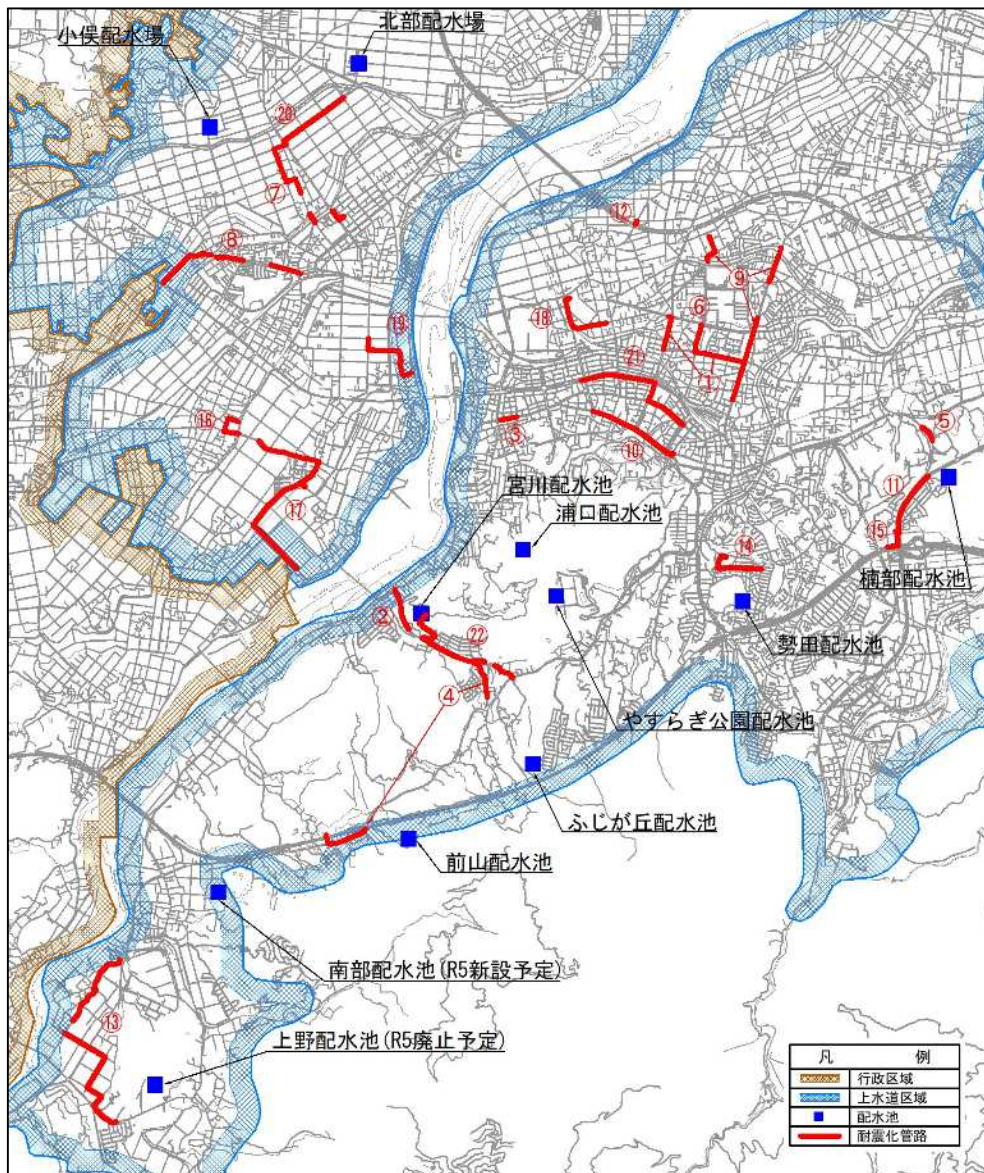 北部配水場
小俣配水場
⑳
⑦
⑫
⑧
⑨
⑥
⑱
⑲
㉑
①
⑯
③
⑩
⑤
⑪
宮川配水池
浦口配水池
⑰
⑮
⑭
楠部配水池
②
㉒
勢田配水池
④
やすらぎ公園配水池
ふじが丘配水池
前山配水池
南部配水池(R5新設予定)
⑬
上野配水池(R5廃止予定)
凡 例
行政区域
上水道区域
配水池
耐震化管路